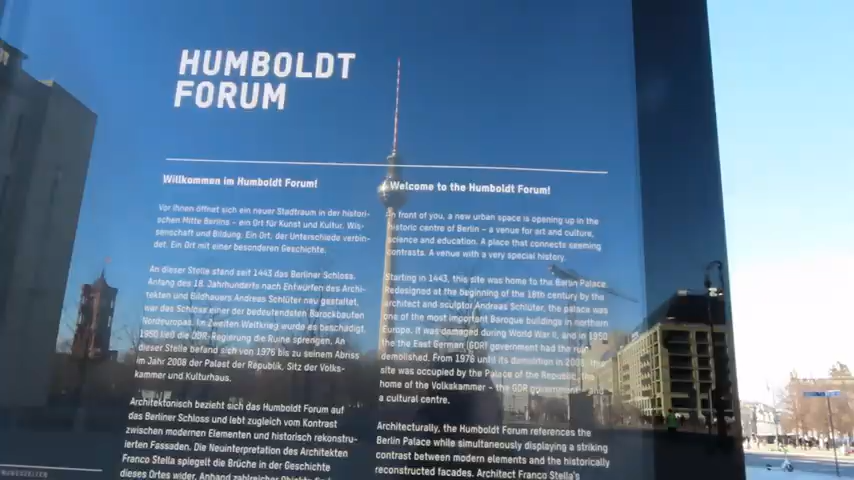 HUMBOLDT
FORUM
Willkommen im Humboldt Forum!
Vor Ihnen öffnet sich ein neuer Stadtraum in der histori-
schen Mitte Berlins – ein Ort für Kunst und Kultur, Wis-
senschaft und Bildung. Ein Ort, der Unterschiede verbin-
det. Ein Ort mit einer besonderen Geschichte.
An dieser Stelle stand seit 1443 das Berliner Schloss.
Anfang des 18. Jahrhunderts nach Entwürfen des Archi-
tekten und Bildhauers Andreas Schlüter neu gestaltet,
war das Schloss einer der bedeutendsten Barockbauten
Nordeuropas. Im Zweiten Weltkrieg wurde es beschädigt,
1950 ließ die DDR-Regierung die Ruine sprengen. An
dieser Stelle befand sich von 1976 bis zu seinem Abriss
im Jahr 2008 der Palast der Republik, Sitz der Volks-
kammer und Kulturhaus.
Architektonisch bezieht sich das Humboldt Forum auf
das Berliner Schloss und lebt zugleich vom Kontrast
zwischen modernen Elementen und historisch rekonstru-
ierten Fassaden. Die Neuinterpretation des Architekten
Franco Stella spiegelt die Brüche in der Geschichte
dieses Ortes wider. Anhand zahlreicher Objekte
Welcome to the Humboldt Forum!
In front of you, a new urban space is opening up in the
historic centre of Berlin – a venue for art and culture,
science and education. A place that connects seeming
contrasts. A venue with a very special history.
Starting in 1443, this site was home to the Berlin Palace.
Redesigned at the beginning of the 18th century by the
architect and sculptor Andreas Schlüter, the palace was
one of the most important Baroque buildings in northern
Europe. It was damaged during World War II, and in 1950
the the East German (GDR) government had the ruin
demolished. From 1976 until its demolition in 2008, the
site was occupied by the Palace of the Republic,
home of the Volkskammer – the GDR government – and
a cultural centre.
Architecturally, the Humboldt Forum references the
Berlin Palace while simultaneously displaying a striking
contrast between modern elements and the historically
reconstructed facades. Architect Franco Stella's